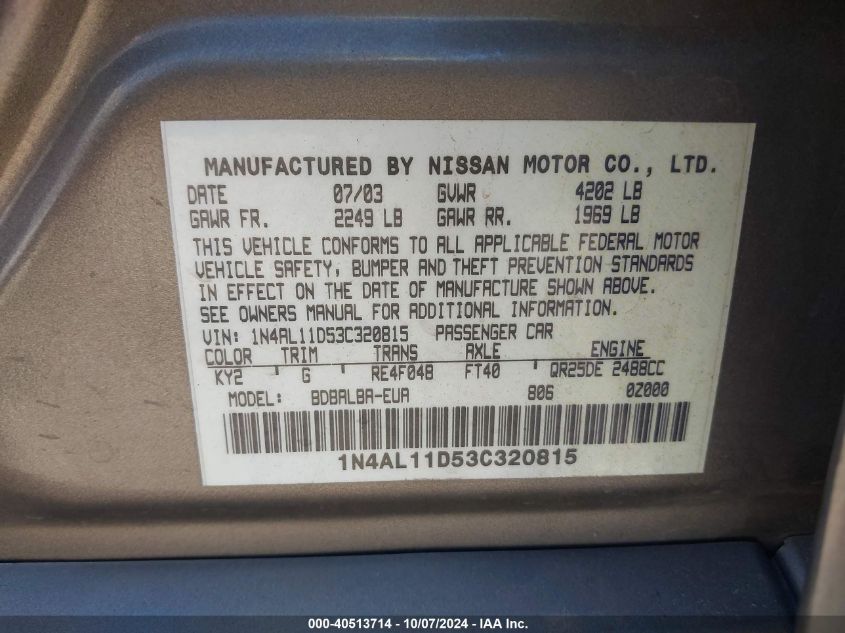 MANUFACTURED BY NISSAN MOTOR CO., LTD.
DATE 07/03 GVWR 4202 LB
GAWR FR. 2249 LB GAWR RR. 1969 LB
THIS VEHICLE CONFORMS TO ALL APPLICABLE FEDERAL MOTOR
VEHICLE SAFETY, BUMPER AND THEFT PREVENTION STANDARDS
IN EFFECT ON THE DATE OF MANUFACTURE SHOWN ABOVE.
SEE OWNERS MANUAL FOR ADDITIONAL INFORMATION.
VIN: 1N4AL11D53C320815 PASSENGER CAR
COLOR TRIM TRANS AXLE ENGINE
KY2 G RE4F04B FT40 QR25DE 2488CC
MODEL: BDBALBA-EUA 806 0Z000
1N4AL11D53C320815
000-40513714 - 10/07/2024 - IAA Inc.